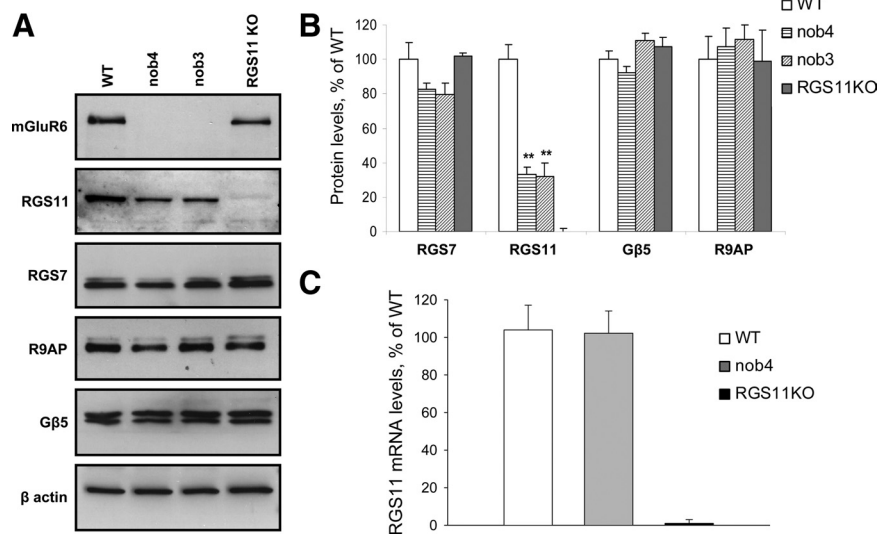 A
WT
nob4
nob3
RGS11 KO
mGluR6
RGS11
RGS7
R9AP
Gβ5
β actin
B
Protein levels, % of WT
120
100
80
60
40
20
0
** **
RGS7 RGS11 Gβ5 R9AP
WT
nob4
nob3
RGS11KO
C
RGS11 mRNA levels, % of WT
120
100
80
60
40
20
0
WT
nob4
RGS11KO